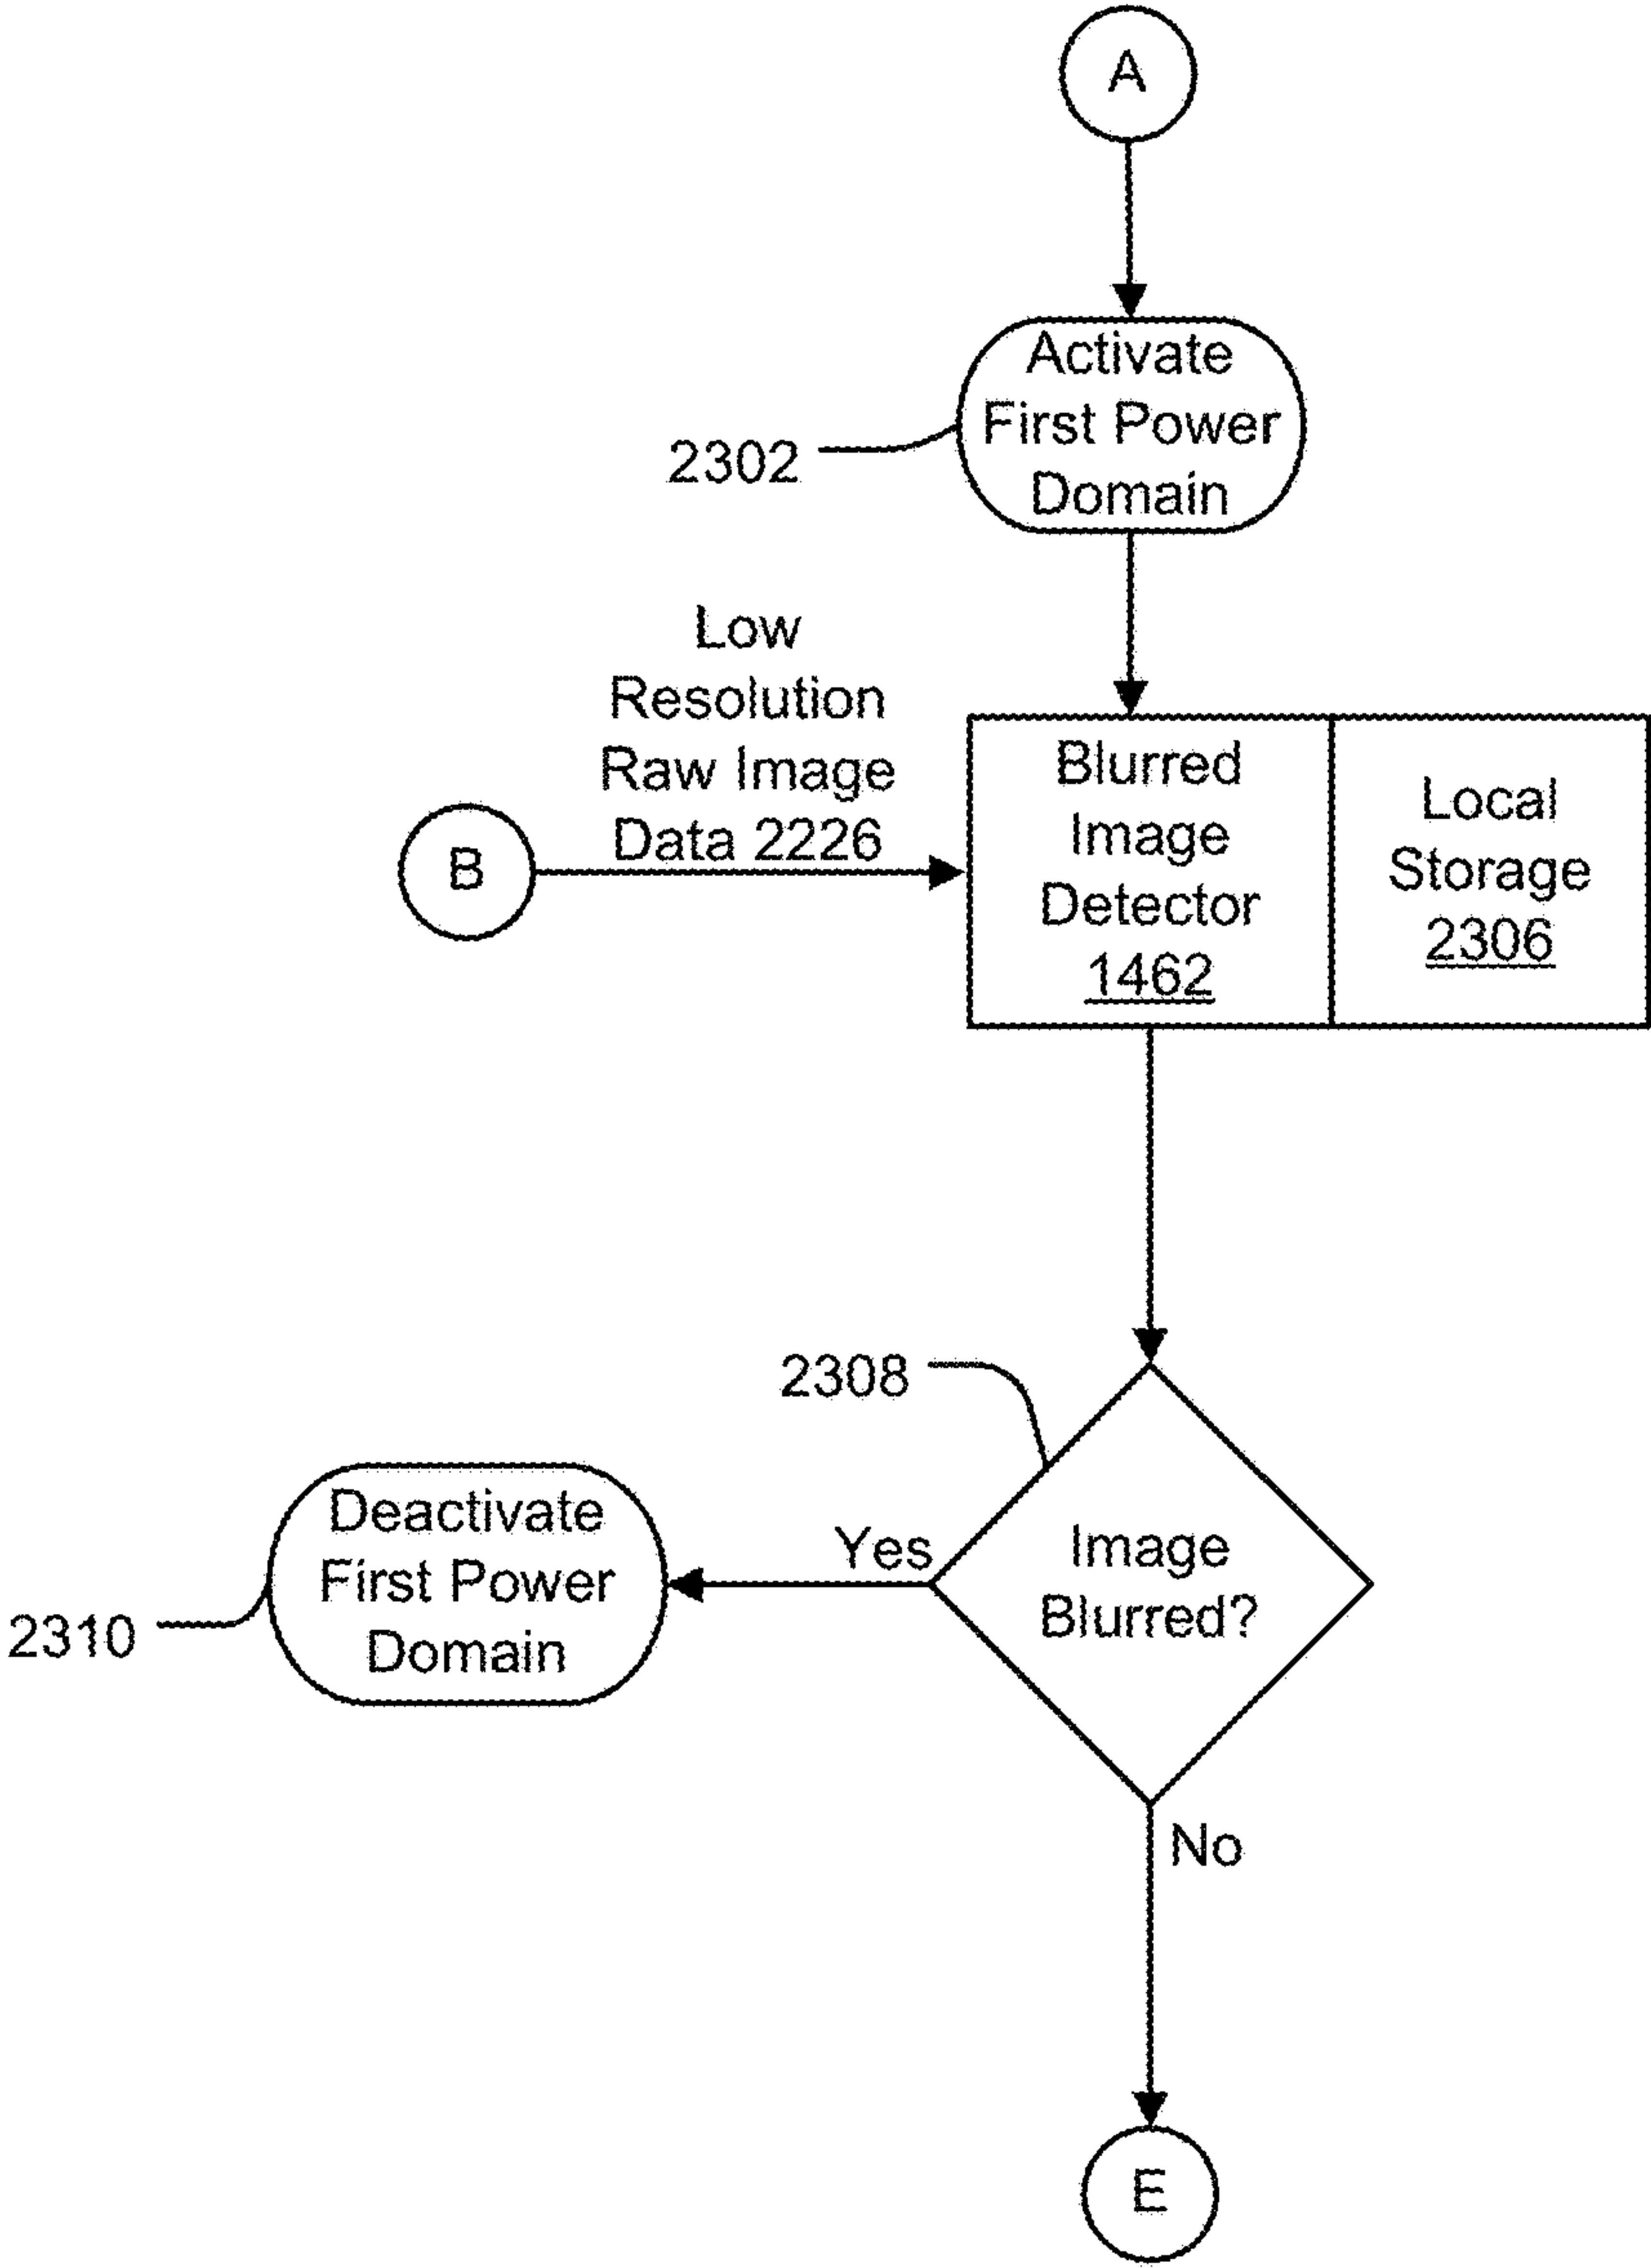 A
Activate
First Power
Domain
2302
Low
Resolution
Raw Image
Data 2226
B
Blurred
Image
Detector
1462
Local
Storage
2306
2308
Image
Blurred?
Yes
Deactivate
First Power
Domain
2310
No
E